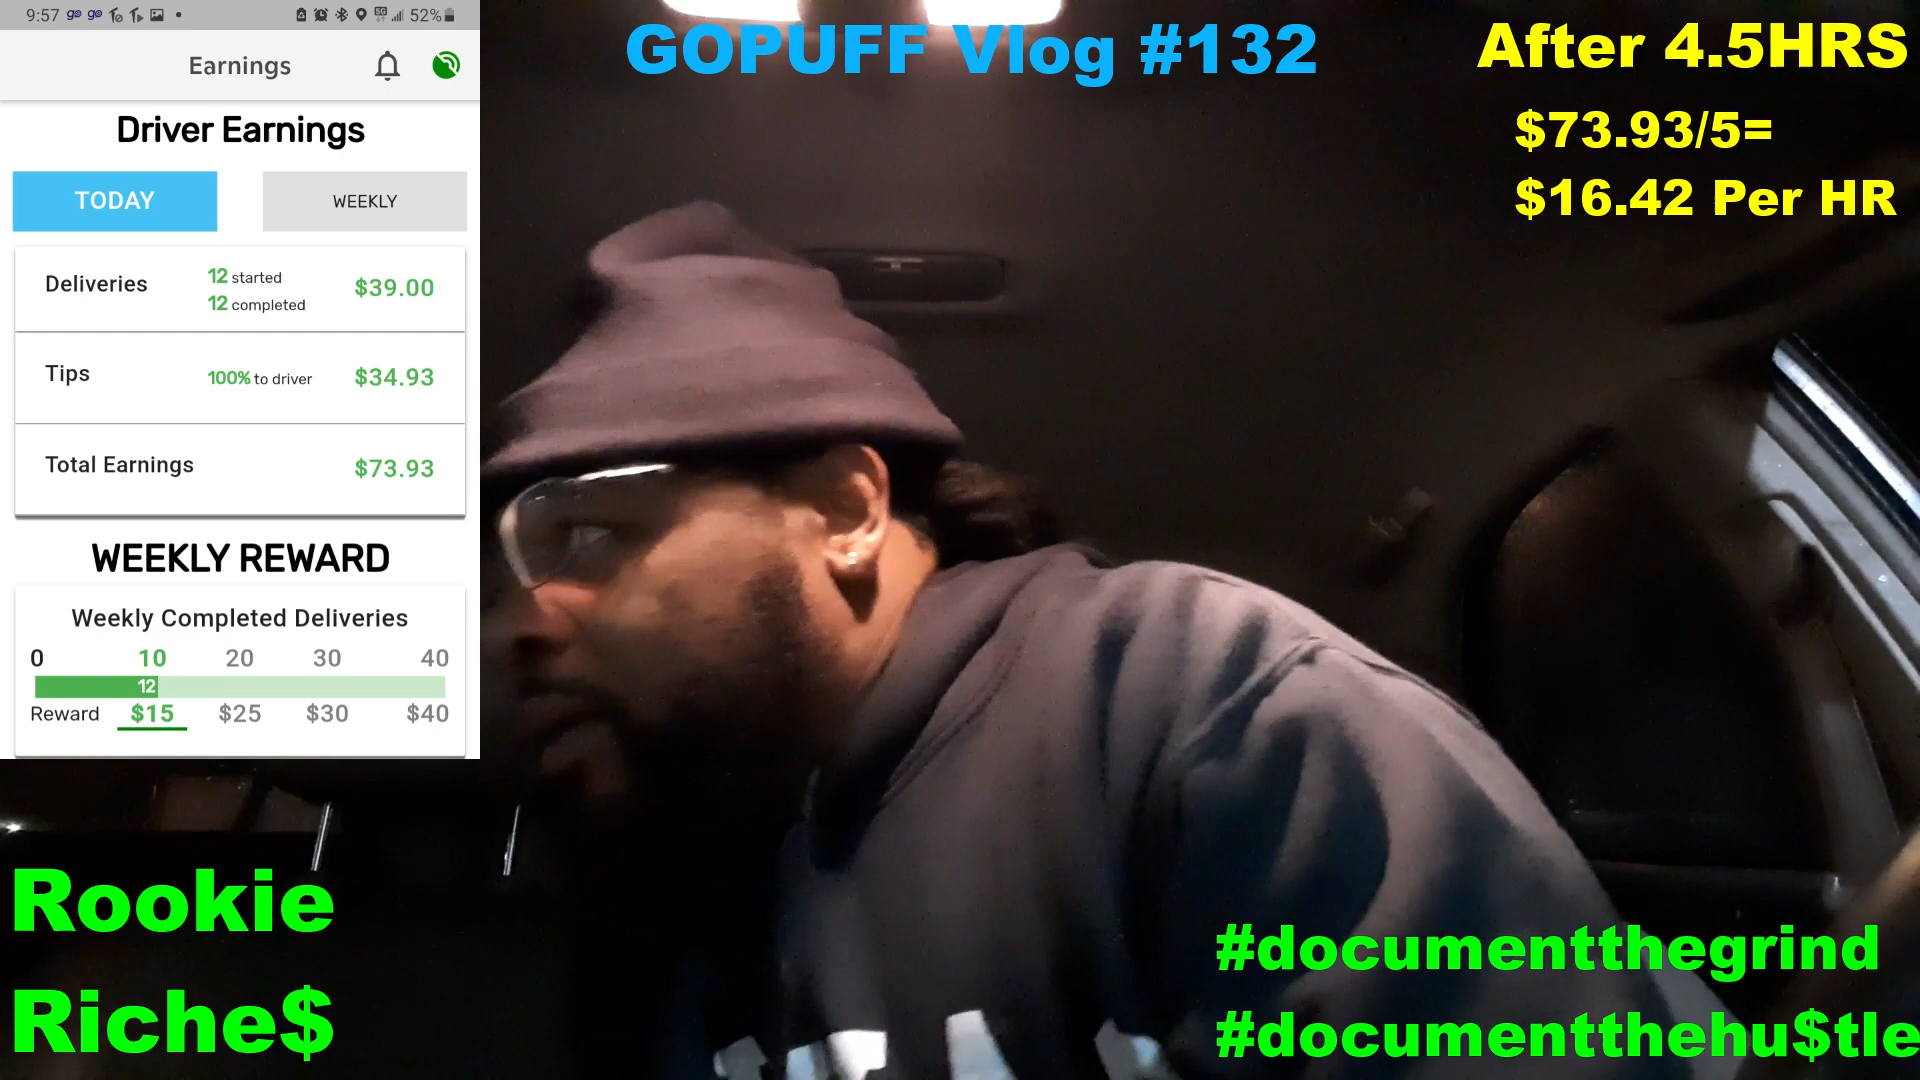 9:57 go go 5G 52%
GOPUFF Vlog #132
After 4.5HRS
$73.93/5=
$16.42 Per HR
Earnings
Driver Earnings
TODAY WEEKLY
Deliveries 12 started $39.00
12 completed
Tips 100% to driver $34.93
Total Earnings $73.93
WEEKLY REWARD
Weekly Completed Deliveries
0 10 20 30 40
12
Reward $15 $25 $30 $40
Rookie
Riche$
#documentthegrind
#documentthehu$tle